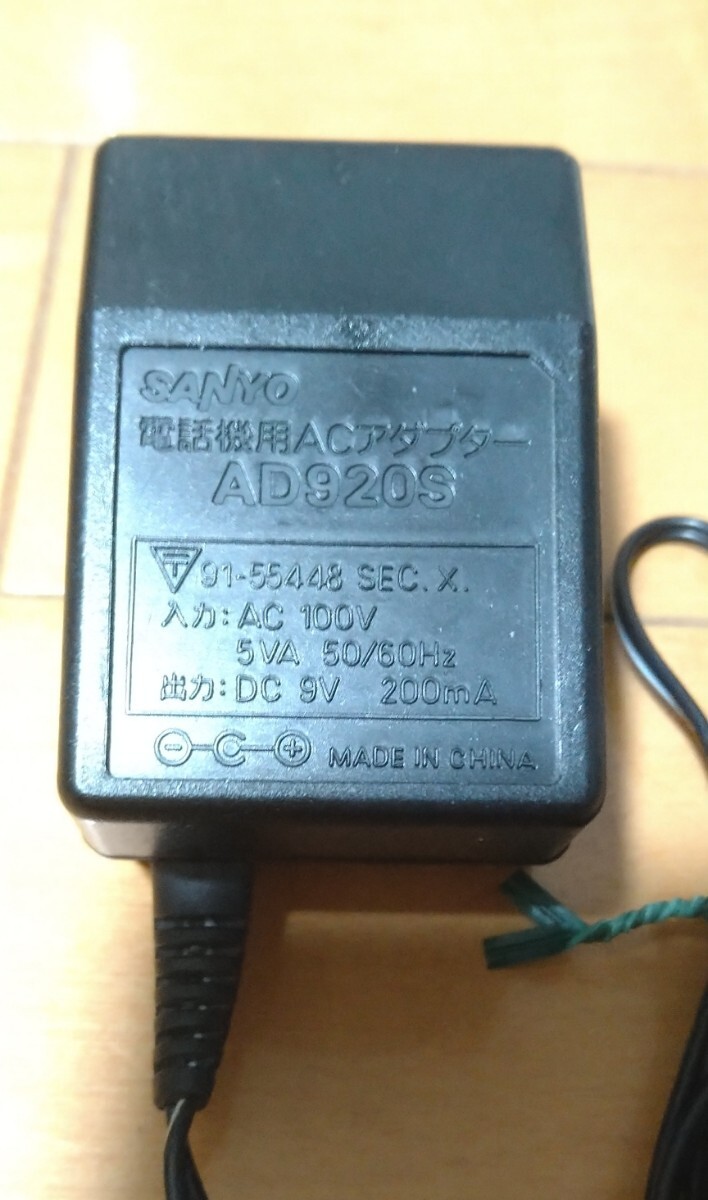 SANYO
電話機用ACアダプター
AD920S
〒 91-55448 SEC. X.
入力: AC 100V
5VA 50/60Hz
出力: DC 9V 200mA
MADE IN CHINA